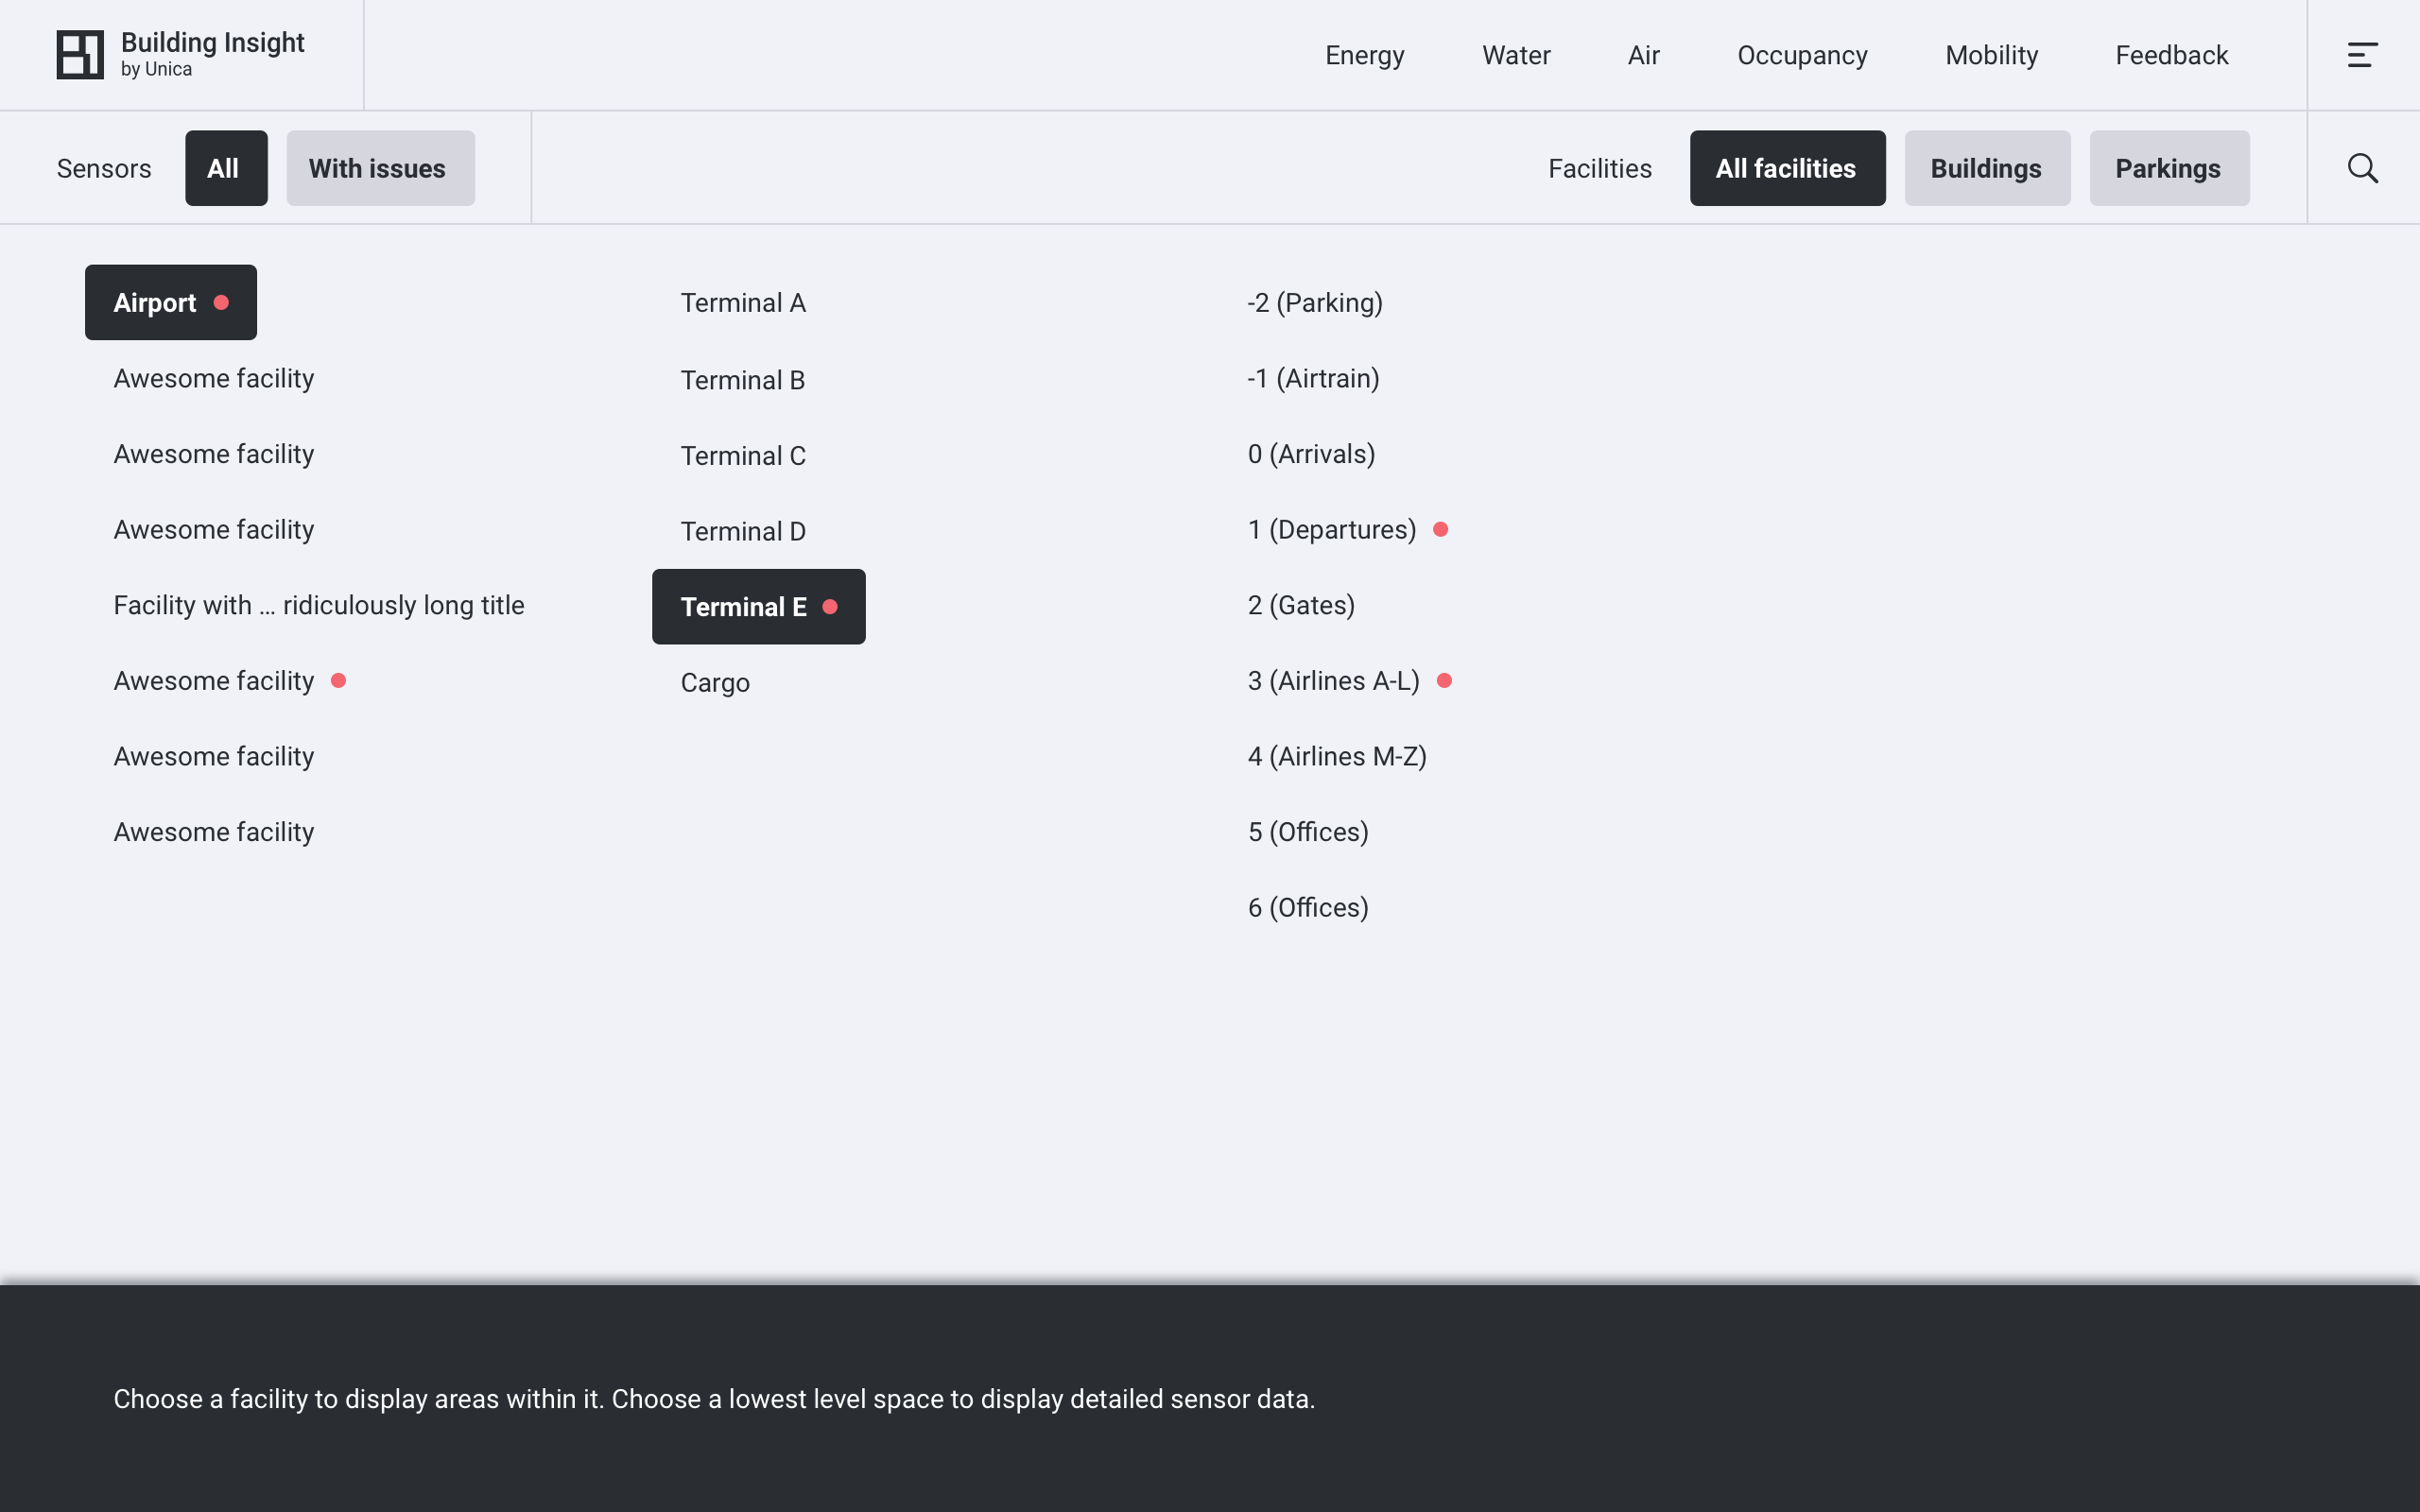 Building Insight
by Unica
Energy Water Air Occupancy Mobility Feedback
Sensors All With issues Facilities All facilities Buildings Parkings
Airport
Awesome facility
Awesome facility
Awesome facility
Facility with ... ridiculously long title
Awesome facility
Awesome facility
Awesome facility
Terminal A
Terminal B
Terminal C
Terminal D
Terminal E
Cargo
-2 (Parking)
-1 (Airtrain)
0 (Arrivals)
1 (Departures)
2 (Gates)
3 (Airlines A-L)
4 (Airlines M-Z)
5 (Offices)
6 (Offices)
Choose a facility to display areas within it. Choose a lowest level space to display detailed sensor data.